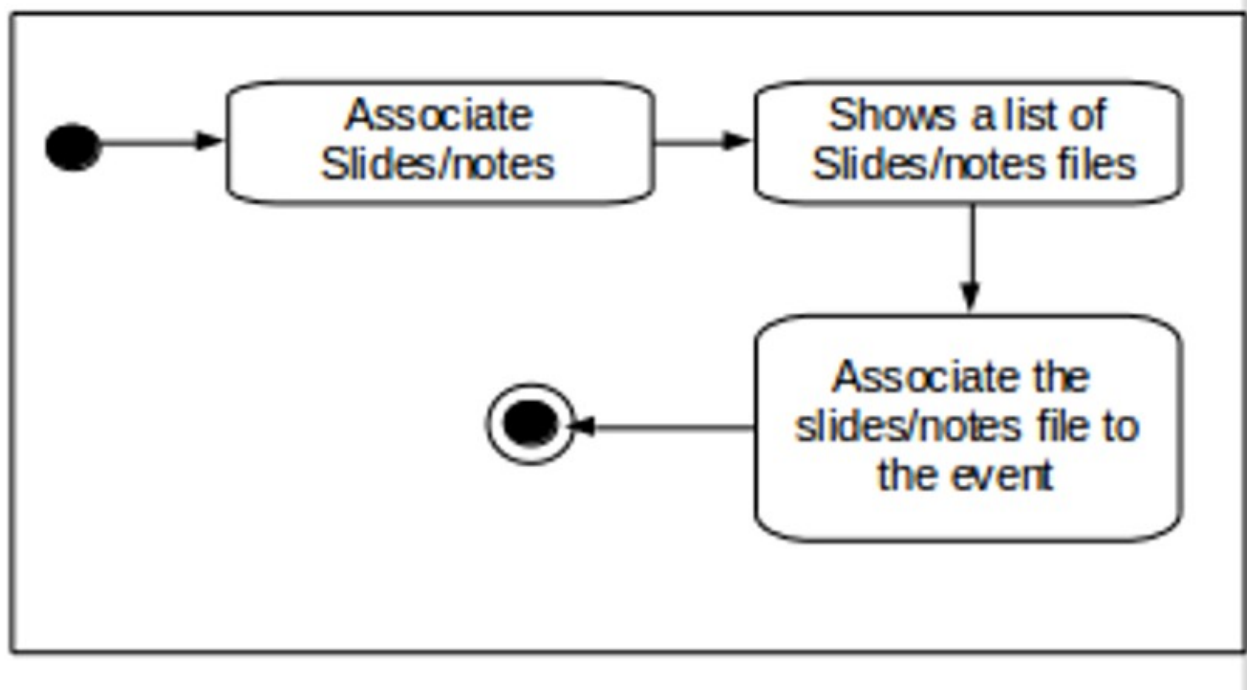 Associate
Slides/notes
Shows a list of
Slides/notes files
Associate the
slides/notes file to
the event